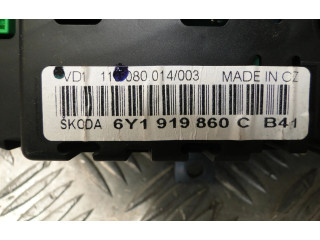 VD1 110.080 014/003 MADE IN CZ
SKODA 6Y1 919 860 C B41